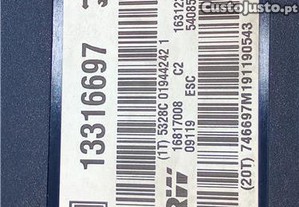 CustoJusto.pt
13316697
(1T) 5328C 01944242 1
16817008 C2
09119 ESC
(20T) 746697M191190543